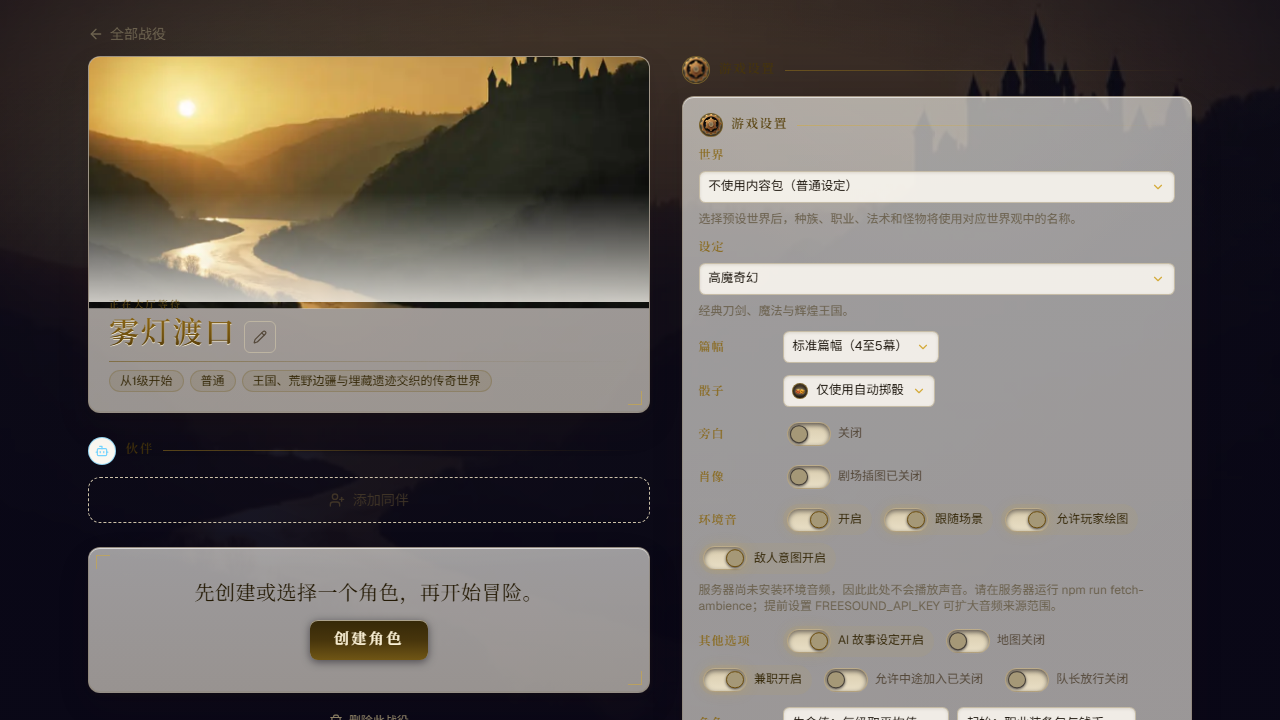 全部战役
雾灯渡口
从1级开始 普通 王国、荒野边疆与埋藏遗迹交织的传奇世界
伙伴
添加同伴
先创建或选择一个角色，再开始冒险。
创建角色
删除此战役
游戏设置
世界
不使用内容包（普通设定）
选择预设世界后，种族、职业、法术和怪物将使用对应世界观中的名称。
设定
高魔奇幻
经典刀剑、魔法与辉煌王国。
篇幅 标准篇幅（4至5幕）
骰子 仅使用自动掷骰
旁白 关闭
肖像 剧场插图已关闭
环境音 开启 跟随场景 允许玩家绘图
敌人意图开启
服务器尚未安装环境音频，因此此处不会播放声音。请在服务器运行 npm run fetch-
ambience；提前设置 FREESOUND_API_KEY 可扩大音频来源范围。
其他选项 AI 故事设定开启 地图关闭
兼职开启 允许中途加入已关闭 队长放行关闭